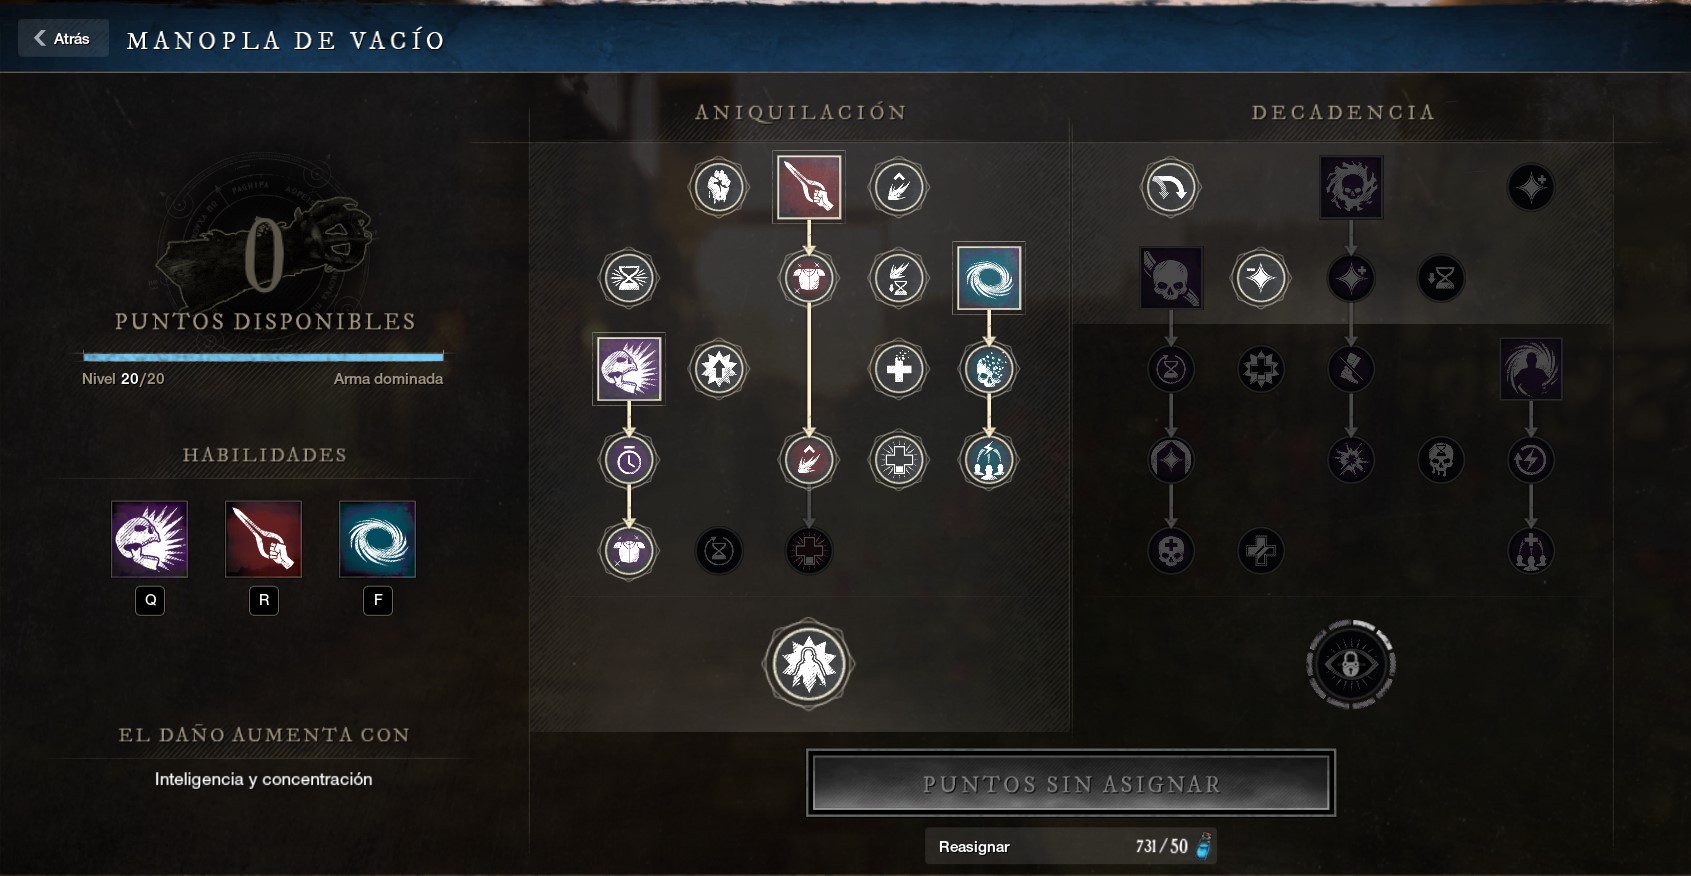 Atrás
MANOPLA DE VACÍO
ANIQUILACIÓN
DECADENCIA
0
PUNTOS DISPONIBLES
Nivel 20/20
Arma dominada
HABILIDADES
Q
R
F
EL DAÑO AUMENTA CON
Inteligencia y concentración
PUNTOS SIN ASIGNAR
Reasignar
731/50